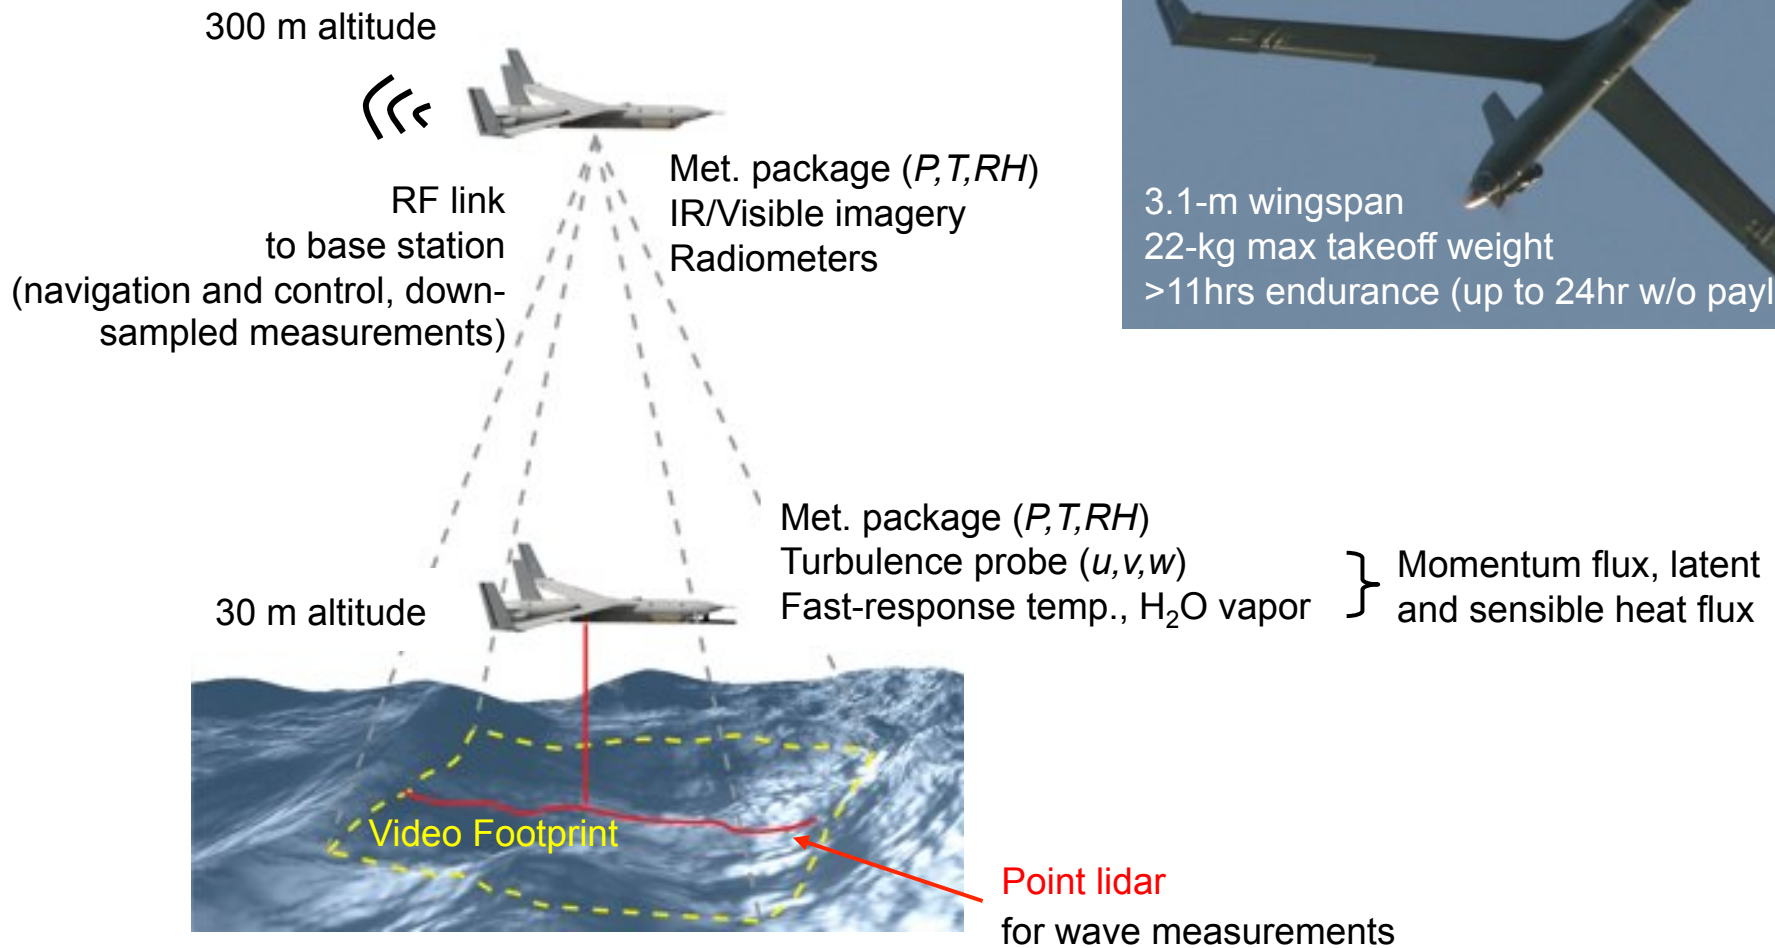 300 m altitude
RF link
to base station
(navigation and control, down-
sampled measurements)
Met. package (P,T,RH)
IR/Visible imagery
Radiometers
3.1-m wingspan
22-kg max takeoff weight
>11hrs endurance (up to 24hr w/o payl
30 m altitude
Met. package (P,T,RH)
Turbulence probe (u,v,w)
Fast-response temp., H₂O vapor
Momentum flux, latent
and sensible heat flux
Video Footprint
Point lidar
for wave measurements